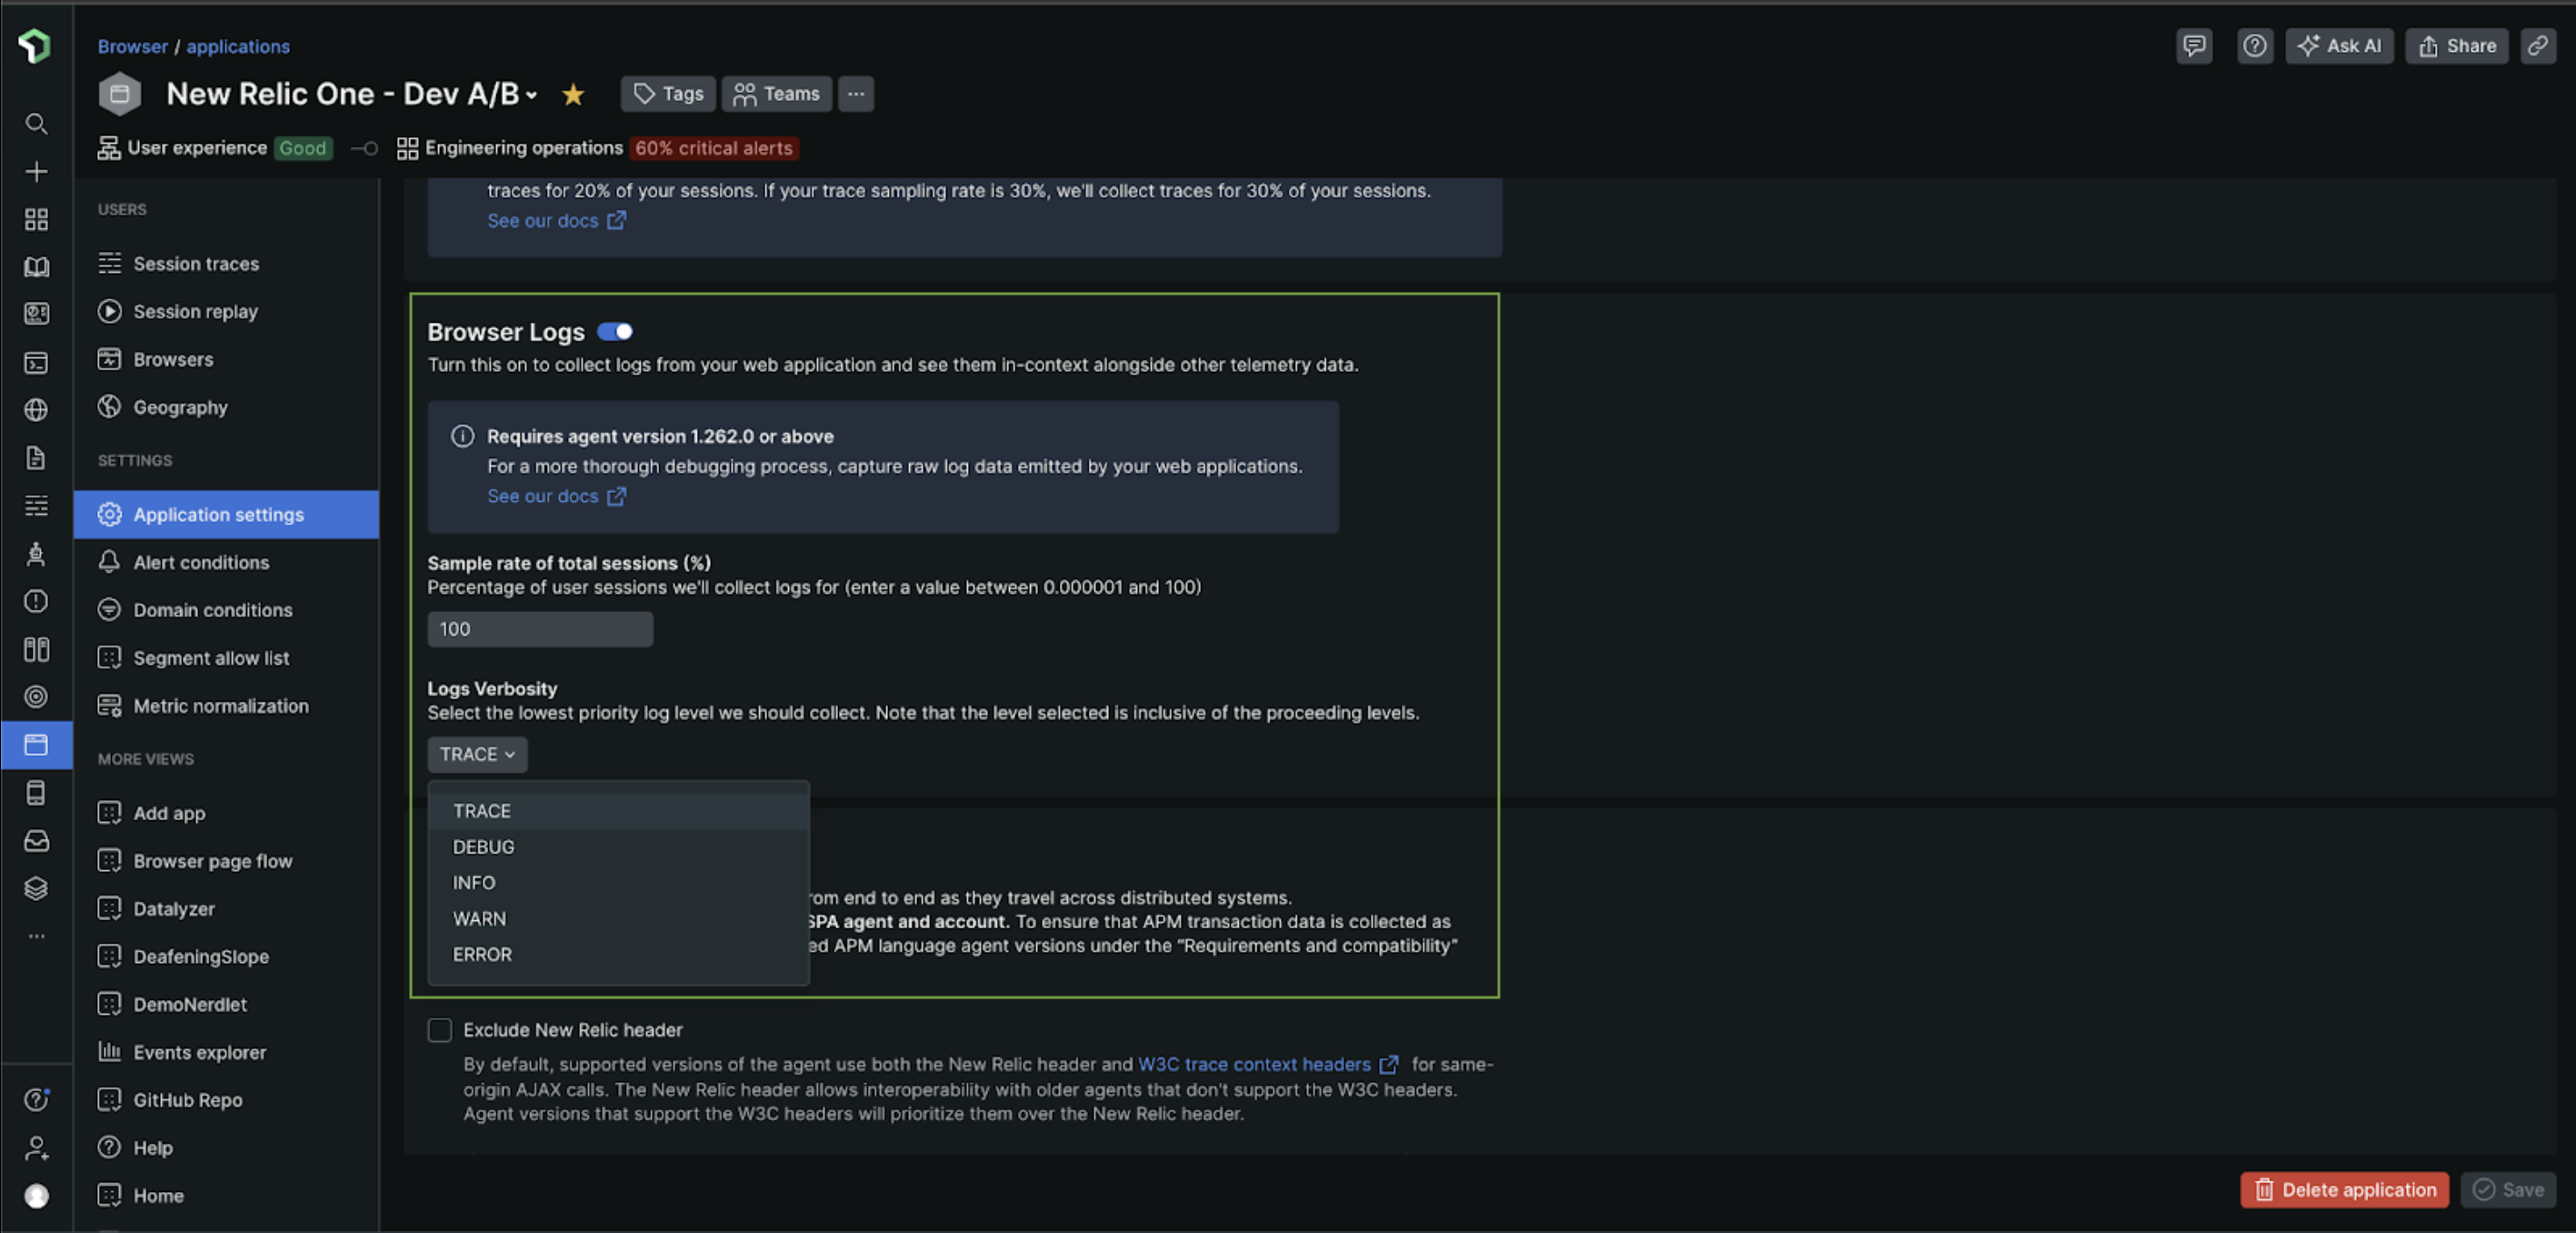 Browser / applications
Ask AI
Share
New Relic One - Dev A/B
Tags
Teams
...
User experience Good
Engineering operations 60% critical alerts
USERS
Session traces
Session replay
Browsers
Geography
SETTINGS
Application settings
Alert conditions
Domain conditions
Segment allow list
Metric normalization
MORE VIEWS
Add app
Browser page flow
Datalyzer
DeafeningSlope
DemoNerdlet
Events explorer
GitHub Repo
Help
Home
traces for 20% of your sessions. If your trace sampling rate is 30%, we'll collect traces for 30% of your sessions.
See our docs
Browser Logs
Turn this on to collect logs from your web application and see them in-context alongside other telemetry data.
Requires agent version 1.262.0 or above
For a more thorough debugging process, capture raw log data emitted by your web applications.
See our docs
Sample rate of total sessions (%)
Percentage of user sessions we'll collect logs for (enter a value between 0.000001 and 100)
100
Logs Verbosity
Select the lowest priority log level we should collect. Note that the level selected is inclusive of the proceeding levels.
TRACE
TRACE
DEBUG
INFO
WARN
ERROR
om end to end as they travel across distributed systems.
SPA agent and account. To ensure that APM transaction data is collected as
ed APM language agent versions under the "Requirements and compatibility"
Exclude New Relic header
By default, supported versions of the agent use both the New Relic header and W3C trace context headers for same-
origin AJAX calls. The New Relic header allows interoperability with older agents that don't support the W3C headers.
Agent versions that support the W3C headers will prioritize them over the New Relic header.
Delete application
Save